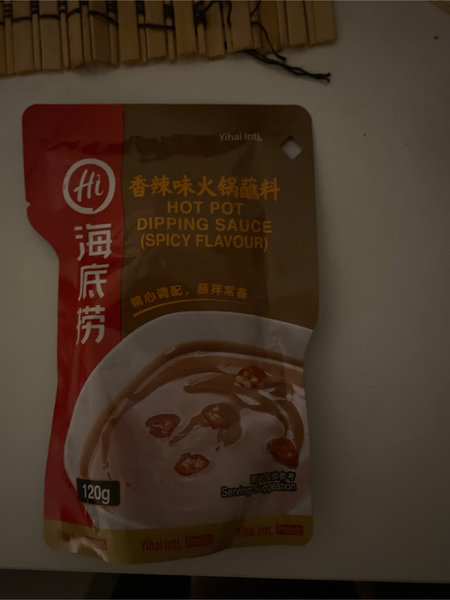 Yihai Intl.
Hi
海底捞
香辣味火锅蘸料
HOT POT
DIPPING SAUCE
(SPICY FLAVOUR)
精心调配，蘸拌常备
120g
Serving Suggestion
Yihai Intl.
Yihai Intl.